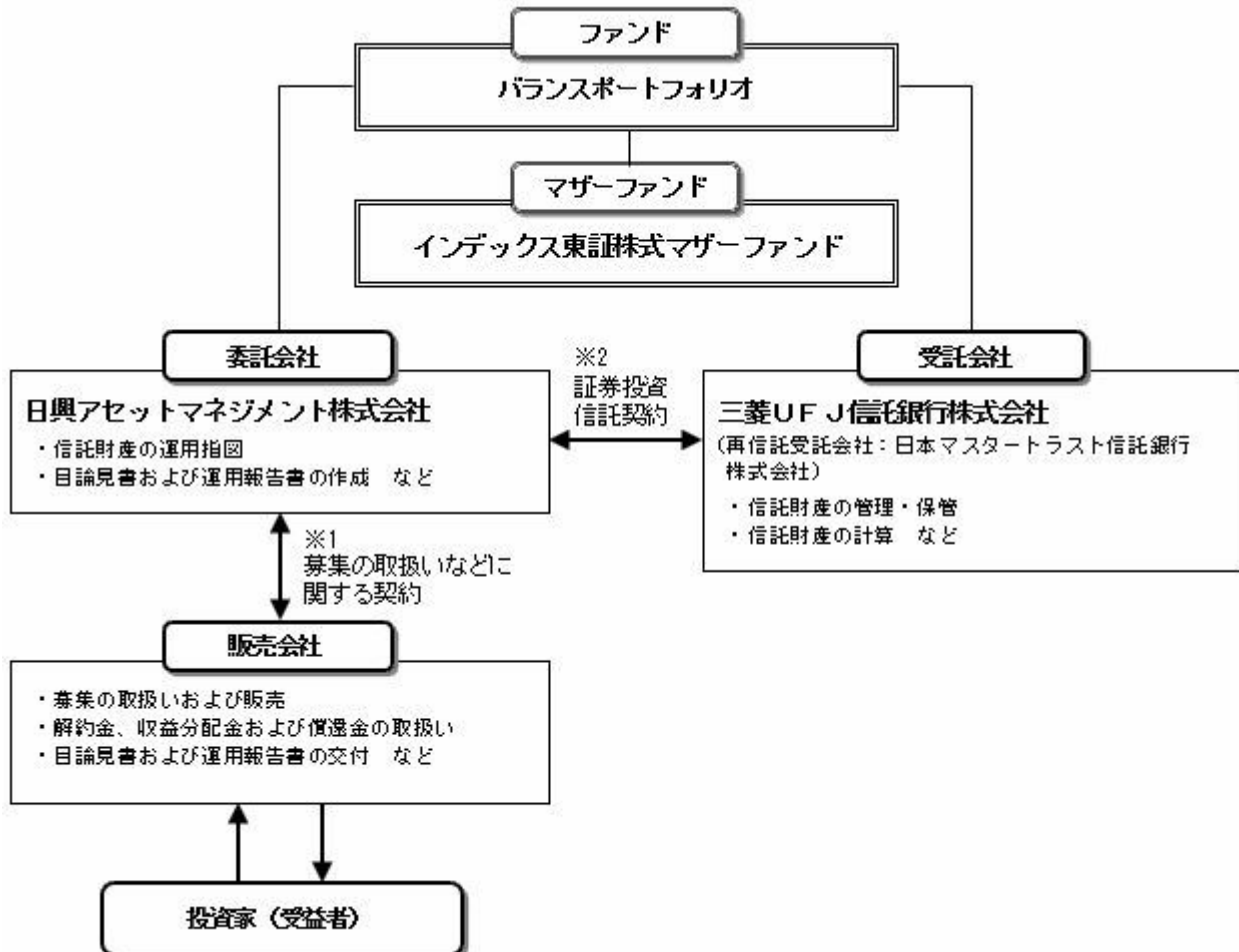 ファンド
バランスポートフォリオ
マザーファンド
インデックス東証株式マザーファンド
委託会社
日興アセットマネジメント株式会社
・信託財産の運用指図
・目論見書および運用報告書の作成　など
※2
証券投資
信託契約
受託会社
三菱UFJ信託銀行株式会社
(再信託受託会社：日本マスタートラスト信託銀行
株式会社)
・信託財産の管理・保管
・信託財産の計算　など
※1
募集の取扱いなどに
関する契約
販売会社
・募集の取扱いおよび販売
・解約金、収益分配金および償還金の取扱い
・目論見書および運用報告書の交付　など
投資家（受益者）